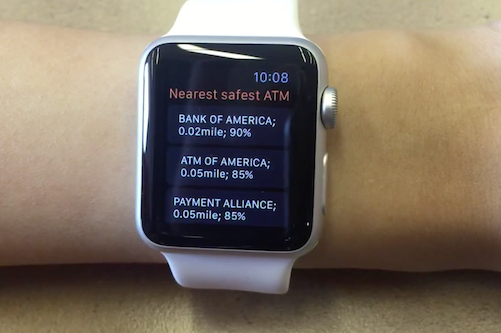 10:08
Nearest safest ATM
BANK OF AMERICA;
0.02mile; 90%
ATM OF AMERICA;
0.05mile; 85%
PAYMENT ALLIANCE;
0.05mile; 85%